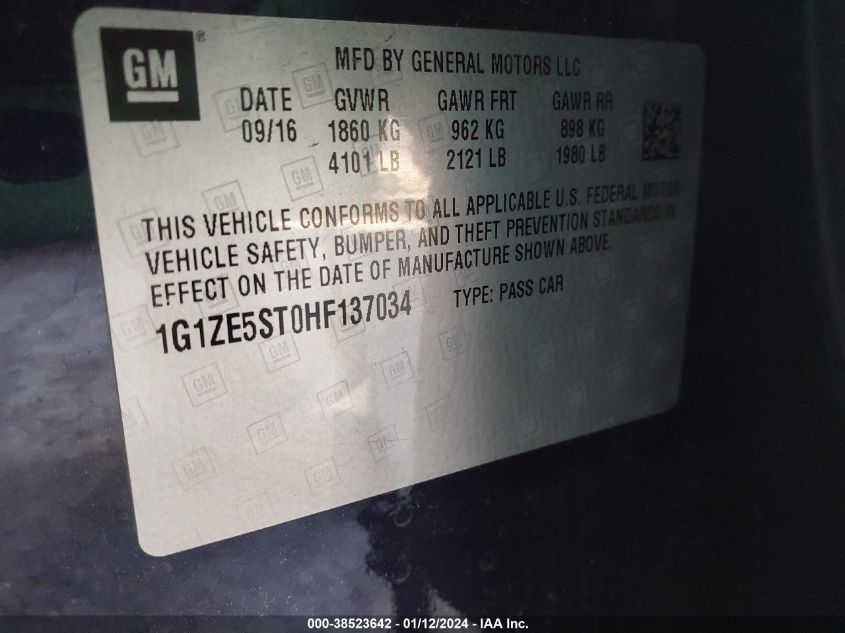 GM®
MFD BY GENERAL MOTORS LLC
DATE GVWR GAWR FRT GAWR RR
09/16 1860 KG 962 KG 898 KG
4101 LB 2121 LB 1980 LB
THIS VEHICLE CONFORMS TO ALL APPLICABLE U.S. FEDERAL MOTOR
VEHICLE SAFETY, BUMPER, AND THEFT PREVENTION STANDARDS IN
EFFECT ON THE DATE OF MANUFACTURE SHOWN ABOVE.
1G1ZE5ST0HF137034 TYPE: PASS CAR
000-38523642 - 01/12/2024 - IAA Inc.